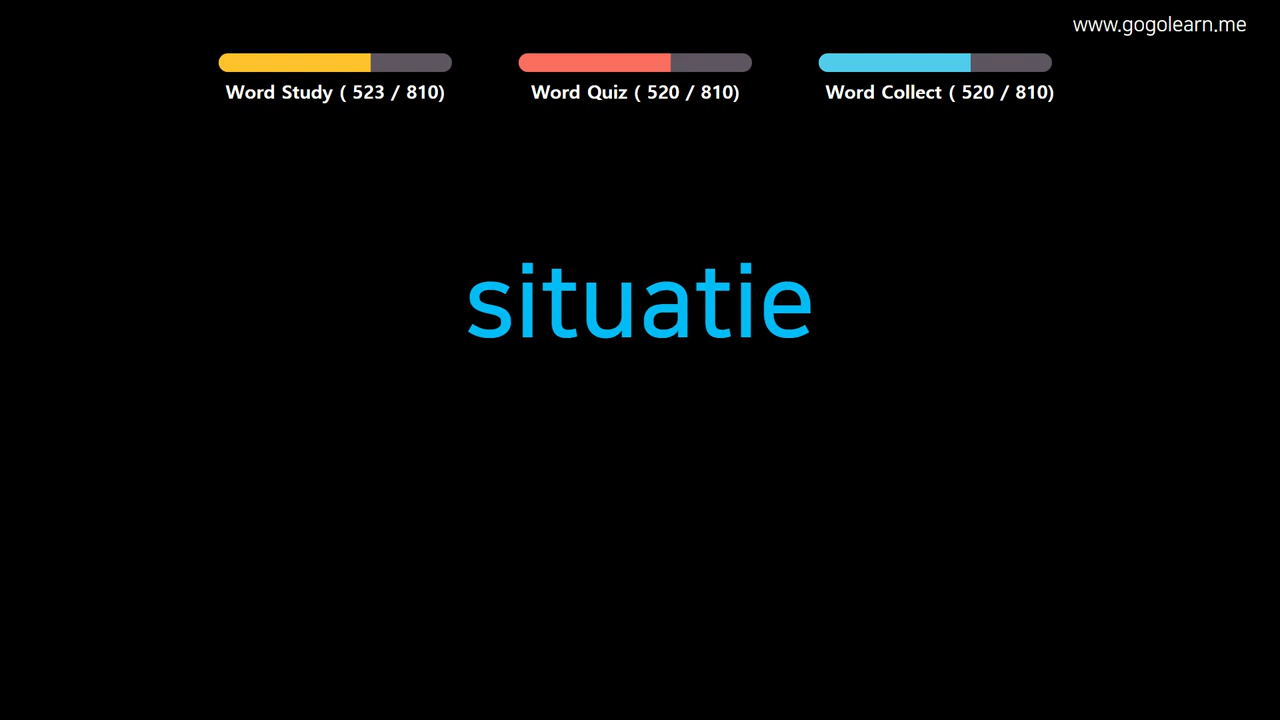 www.gogolearn.me
Word Study ( 523 / 810)
Word Quiz ( 520 / 810)
Word Collect ( 520 / 810)
situatie